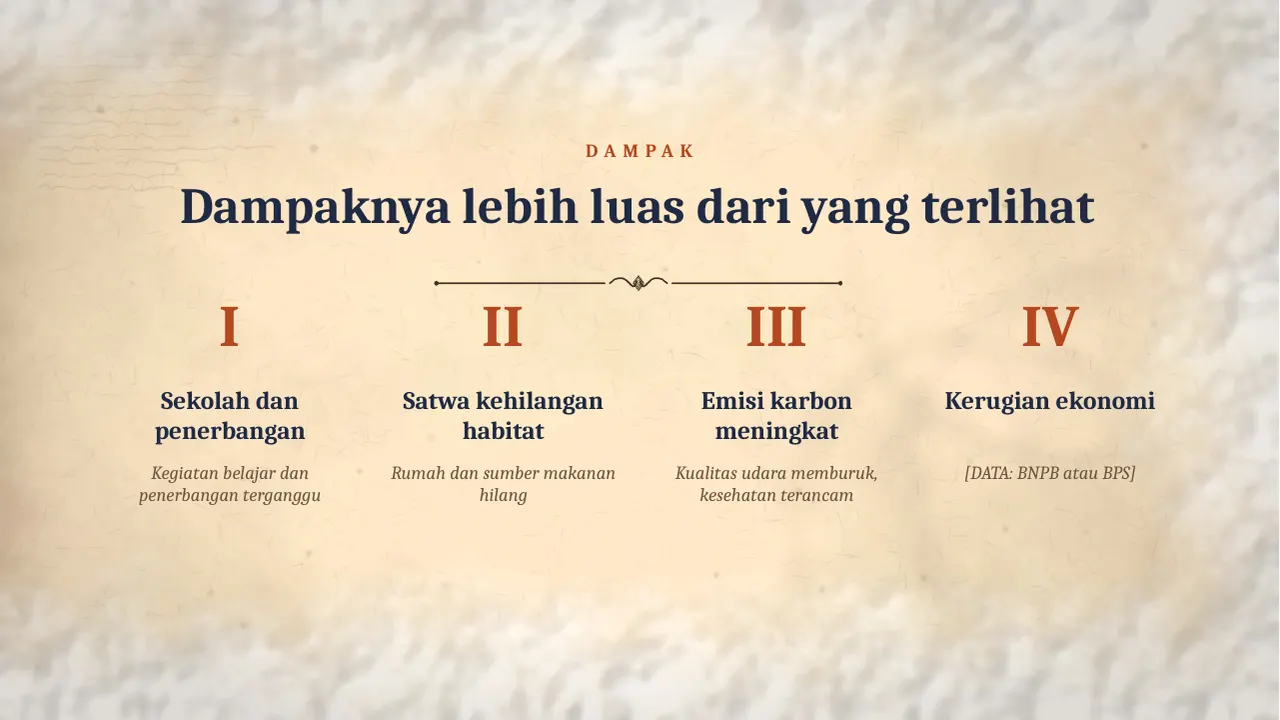 DAMPAK
Dampaknya lebih luas dari yang terlihat
I
Sekolah dan
penerbangan
Kegiatan belajar dan
penerbangan terganggu
II
Satwa kehilangan
habitat
Rumah dan sumber makanan
hilang
III
Emisi karbon
meningkat
Kualitas udara memburuk,
kesehatan terancam
IV
Kerugian ekonomi
[DATA: BNPB atau BPS]